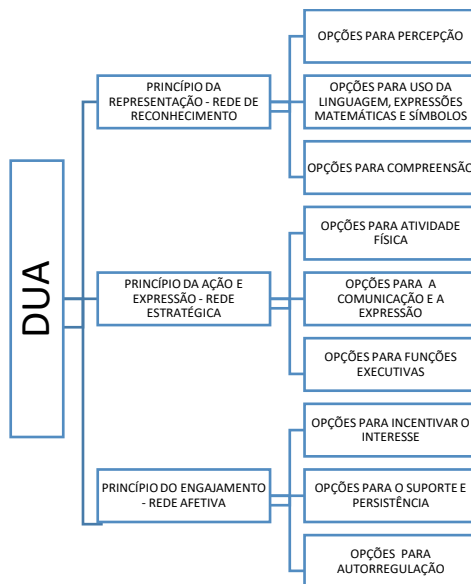 DUA
PRINCÍPIO DA
REPRESENTAÇÃO - REDE DE
RECONHECIMENTO
OPÇÕES PARA PERCEPÇÃO
OPÇÕES PARA USO DA
LINGUAGEM, EXPRESSÕES
MATEMÁTICAS E SÍMBOLOS
OPÇÕES PARA COMPREENSÃO
PRINCÍPIO DA AÇÃO E
EXPRESSÃO - REDE
ESTRATÉGICA
OPÇÕES PARA ATIVIDADE
FÍSICA
OPÇÕES PARA A
COMUNICAÇÃO E A
EXPRESSÃO
OPÇÕES PARA FUNÇÕES
EXECUTIVAS
PRINCÍPIO DO ENGAJAMENTO
- REDE AFETIVA
OPÇÕES PARA INCENTIVAR O
INTERESSE
OPÇÕES PARA O SUPORTE E
PERSISTÊNCIA
OPÇÕES PARA
AUTORREGULAÇÃO